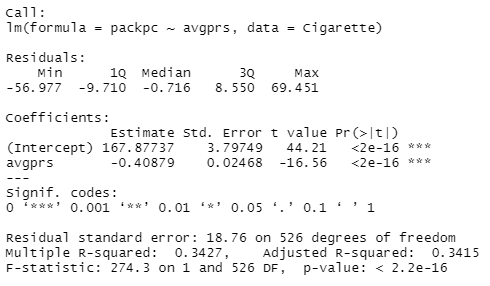 Call:
lm(formula = packpc ~ avgprs, data = Cigarette)
Residuals:
Min 1Q Median 3Q Max
-56.977 -9.710 -0.716 8.550 69.451
Coefficients:
Estimate Std. Error t value Pr(>|t|)
(Intercept) 167.87737 3.79749 44.21 <2e-16 ***
avgprs -0.40879 0.02468 -16.56 <2e-16 ***
---
Signif. codes:
0 ‘***’ 0.001 ‘**’ 0.01 ‘*’ 0.05 ‘.’ 0.1 ‘ ’ 1
Residual standard error: 18.76 on 526 degrees of freedom
Multiple R-squared: 0.3427, Adjusted R-squared: 0.3415
F-statistic: 274.3 on 1 and 526 DF, p-value: < 2.2e-16